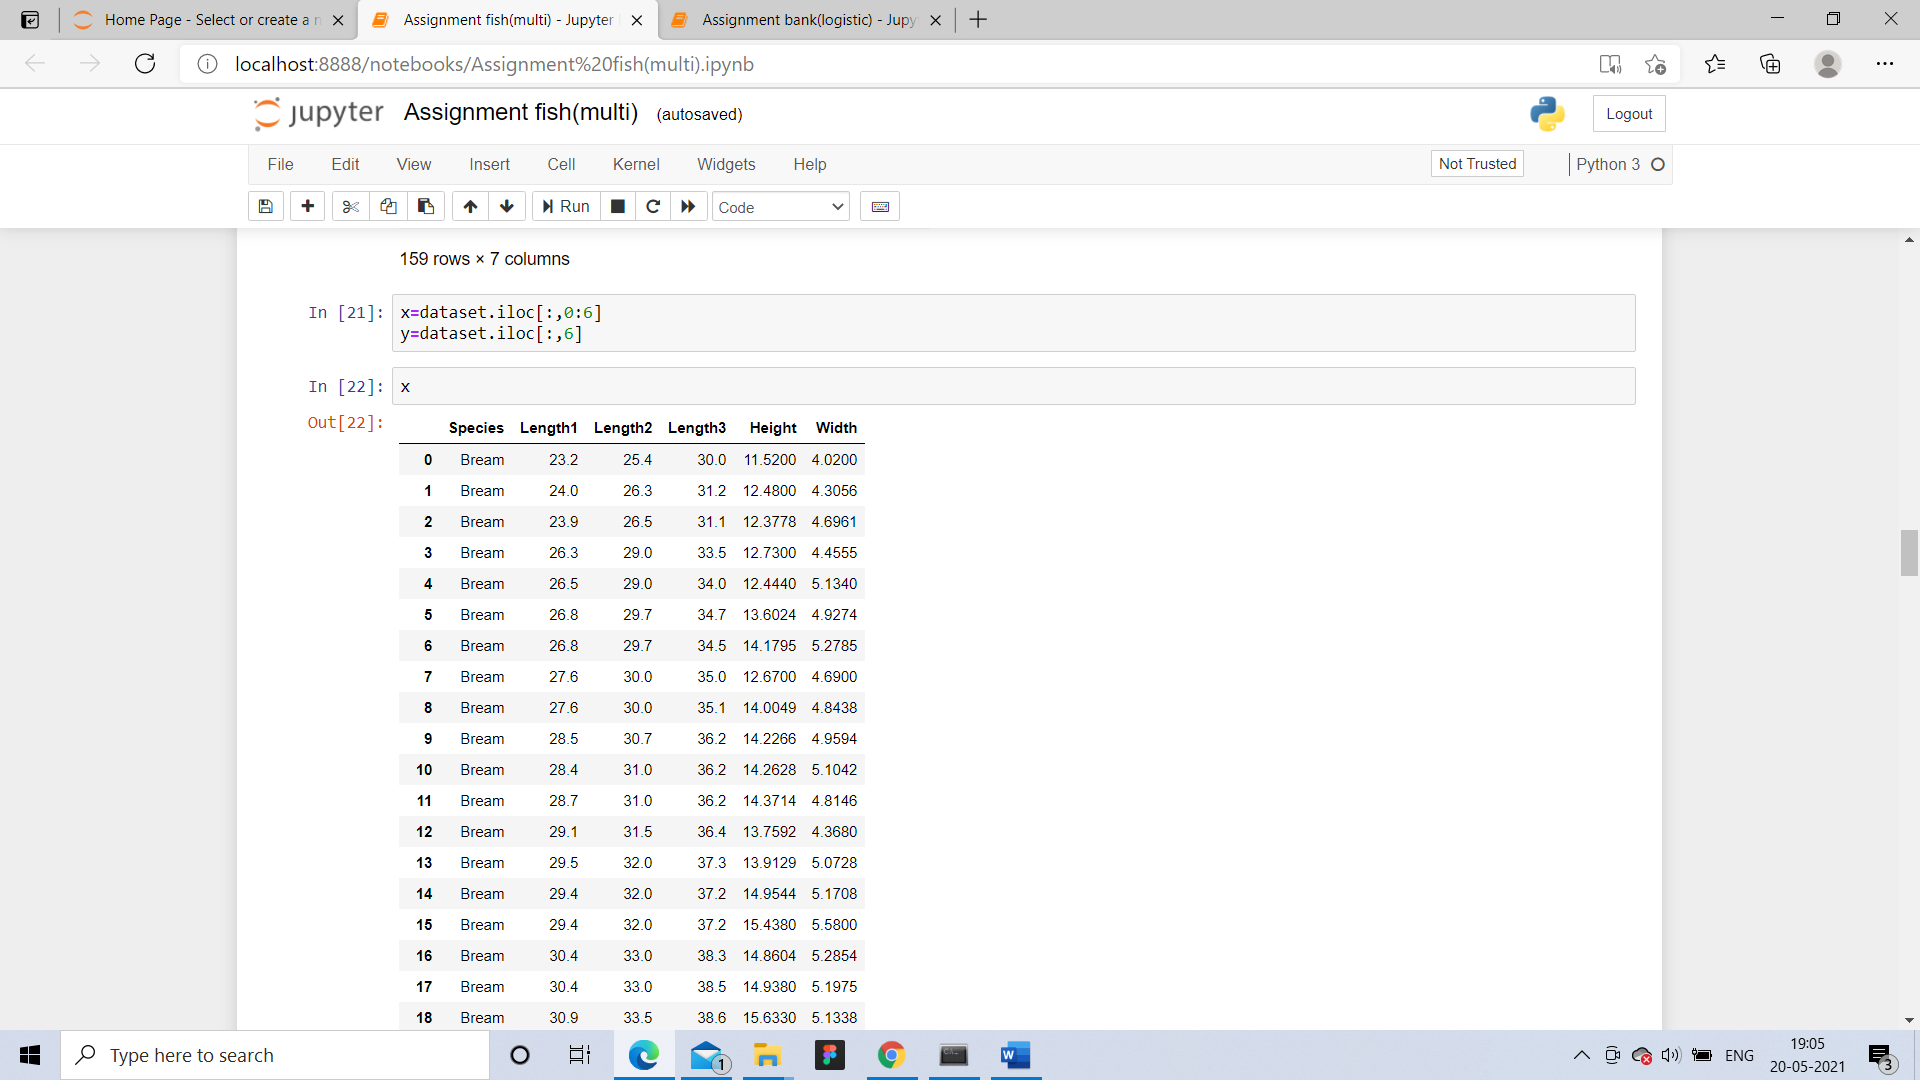 Home Page - Select or create a n
Assignment fish(multi) - Jupyter
Assignment bank(logistic) - Jupy
localhost:8888/notebooks/Assignment%20fish(multi).ipynb
jupyter Assignment fish(multi) (autosaved)
Logout
File Edit View Insert Cell Kernel Widgets Help
Not Trusted
Python 3
Run
Code
159 rows × 7 columns
In [21]: x=dataset.iloc[:,0:6]
y=dataset.iloc[:,6]
In [22]: x
Out[22]:
Species Length1 Length2 Length3 Height Width
0 Bream 23.2 25.4 30.0 11.5200 4.0200
1 Bream 24.0 26.3 31.2 12.4800 4.3056
2 Bream 23.9 26.5 31.1 12.3778 4.6961
3 Bream 26.3 29.0 33.5 12.7300 4.4555
4 Bream 26.5 29.0 34.0 12.4440 5.1340
5 Bream 26.8 29.7 34.7 13.6024 4.9274
6 Bream 26.8 29.7 34.5 14.1795 5.2785
7 Bream 27.6 30.0 35.0 12.6700 4.6900
8 Bream 27.6 30.0 35.1 14.0049 4.8438
9 Bream 28.5 30.7 36.2 14.2266 4.9594
10 Bream 28.4 31.0 36.2 14.2628 5.1042
11 Bream 28.7 31.0 36.2 14.3714 4.8146
12 Bream 29.1 31.5 36.4 13.7592 4.3680
13 Bream 29.5 32.0 37.3 13.9129 5.0728
14 Bream 29.4 32.0 37.2 14.9544 5.1708
15 Bream 29.4 32.0 37.2 15.4380 5.5800
16 Bream 30.4 33.0 38.3 14.8604 5.2854
17 Bream 30.4 33.0 38.5 14.9380 5.1975
18 Bream 30.9 33.5 38.6 15.6330 5.1338
Type here to search
1
ENG
19:05
20-05-2021
3